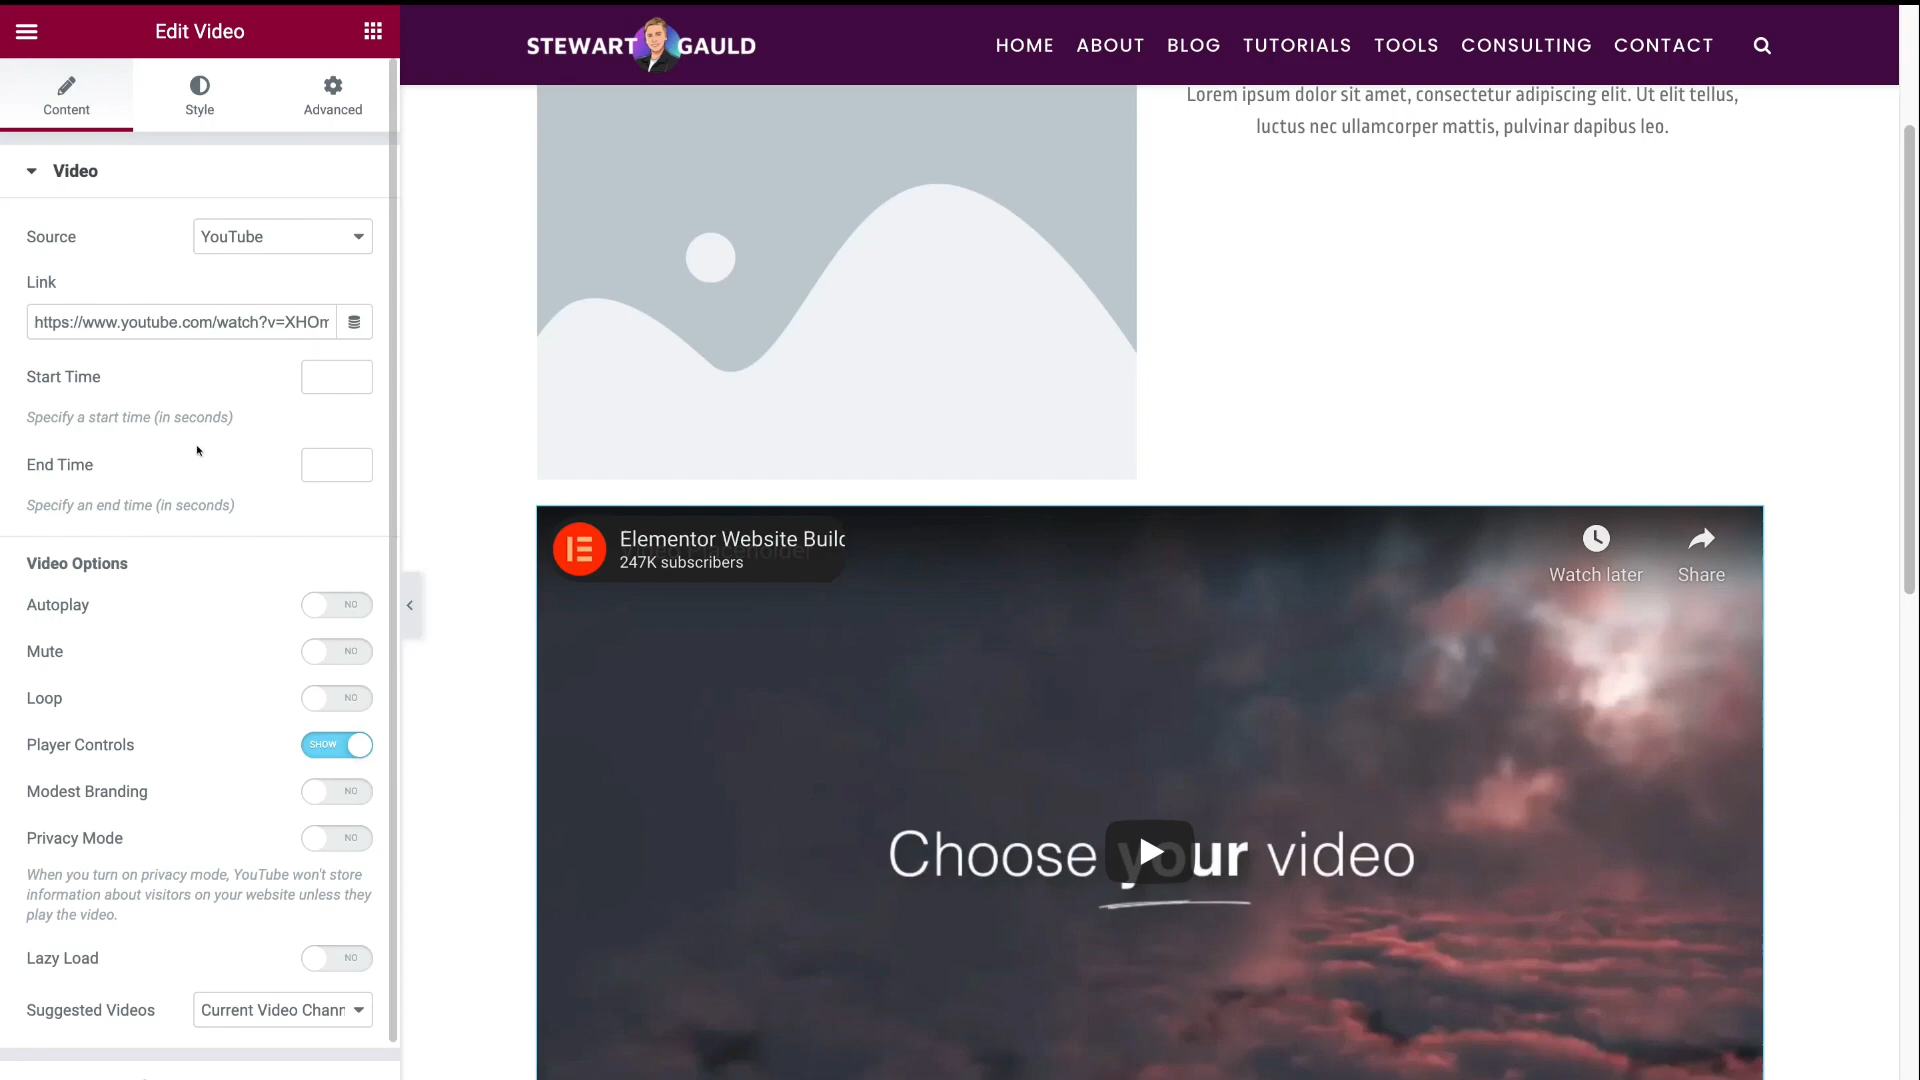 Edit Video
Content
Style
Advanced
Video
Source
YouTube
Link
https://www.youtube.com/watch?v=XHOm
Start Time
Specify a start time (in seconds)
End Time
Specify an end time (in seconds)
Video Options
Autoplay
NO
Mute
NO
Loop
NO
Player Controls
SHOW
Modest Branding
NO
Privacy Mode
NO
When you turn on privacy mode, YouTube won't store
information about visitors on your website unless they
play the video.
Lazy Load
NO
Suggested Videos
Current Video Chann
STEWART GAULD
HOME ABOUT BLOG TUTORIALS TOOLS CONSULTING CONTACT
Lorem ipsum dolor sit amet, consectetur adipiscing elit. Ut elit tellus,
luctus nec ullamcorper mattis, pulvinar dapibus leo.
Elementor Website Builc
Video Placeholder
247K subscribers
Watch later
Share
Choose your video